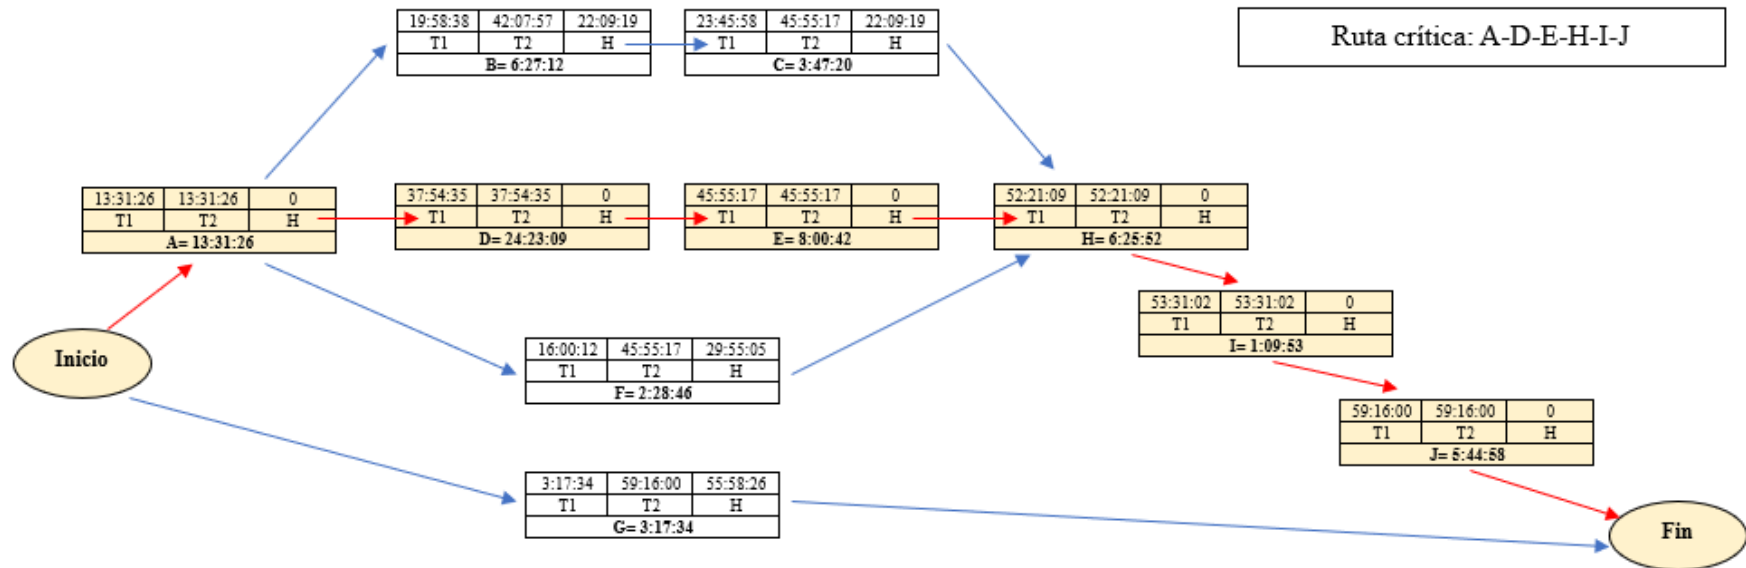 19:58:38 42:07:57 22:09:19
T1 T2 H
B= 6:27:12
23:45:58 45:55:17 22:09:19
T1 T2 H
C= 3:47:20
Ruta crítica: A-D-E-H-I-J
13:31:26 13:31:26 0
T1 T2 H
A= 13:31:26
37:54:35 37:54:35 0
T1 T2 H
D= 24:23:09
45:55:17 45:55:17 0
T1 T2 H
E= 8:00:42
52:21:09 52:21:09 0
T1 T2 H
H= 6:25:52
53:31:02 53:31:02 0
T1 T2 H
I= 1:09:53
Inicio
16:00:12 45:55:17 29:55:05
T1 T2 H
F= 2:28:46
59:16:00 59:16:00 0
T1 T2 H
J= 5:44:58
3:17:34 59:16:00 55:58:26
T1 T2 H
G= 3:17:34
Fin